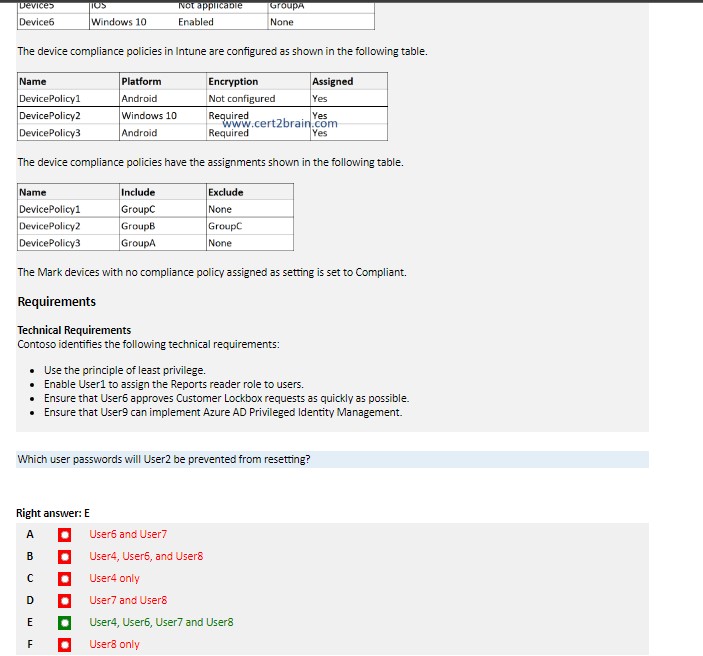 Device5 iOS Not applicable GroupA
Device6 Windows 10 Enabled None
The device compliance policies in Intune are configured as shown in the following table.
Name Platform Encryption Assigned
DevicePolicy1 Android Not configured Yes
DevicePolicy2 Windows 10 Required Yes
www.cert2brain.com
DevicePolicy3 Android Required Yes
The device compliance policies have the assignments shown in the following table.
Name Include Exclude
DevicePolicy1 GroupC None
DevicePolicy2 GroupB GroupC
DevicePolicy3 GroupA None
The Mark devices with no compliance policy assigned as setting is set to Compliant.
Requirements
Technical Requirements
Contoso identifies the following technical requirements:
• Use the principle of least privilege.
• Enable User1 to assign the Reports reader role to users.
• Ensure that User6 approves Customer Lockbox requests as quickly as possible.
• Ensure that User9 can implement Azure AD Privileged Identity Management.
Which user passwords will User2 be prevented from resetting?
Right answer: E
A User6 and User7
B User4, User6, and User8
C User4 only
D User7 and User8
E User4, User6, User7 and User8
F User8 only